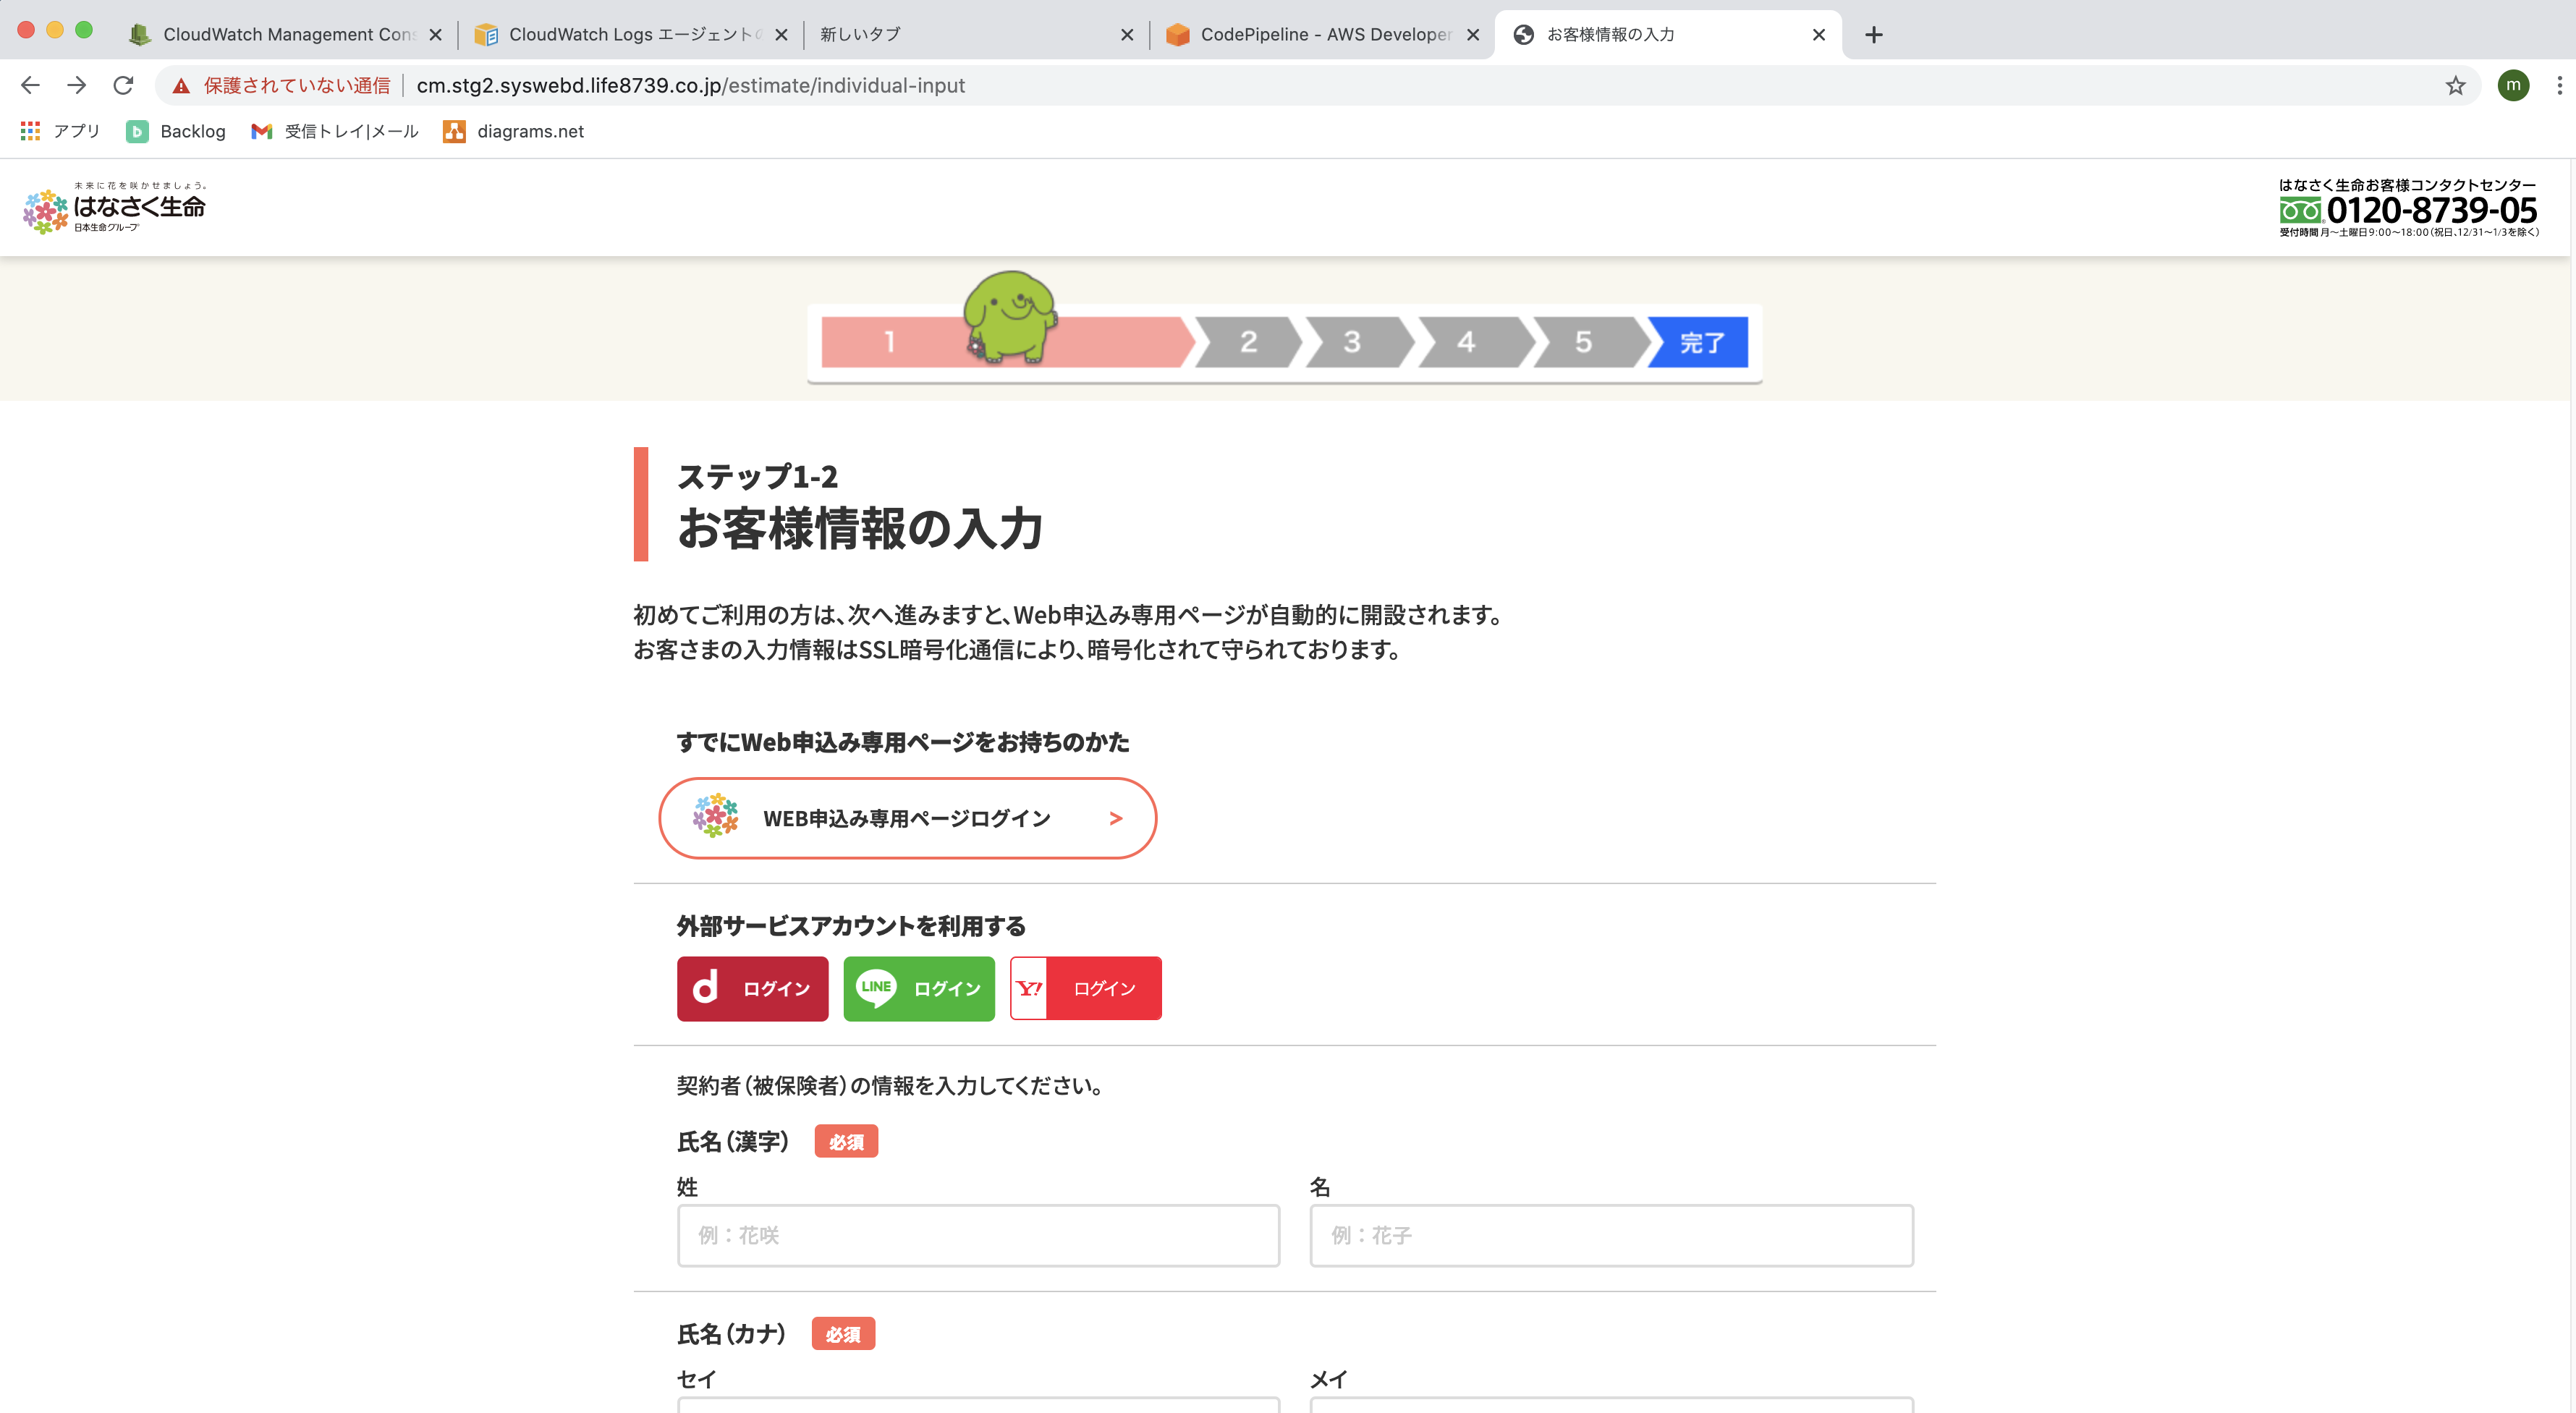 CloudWatch Management Cons
CloudWatch Logs エージェントの
新しいタブ
CodePipeline - AWS Developer
お客様情報の入力
保護されていない通信
cm.stg2.syswebd.life8739.co.jp/estimate/individual-input
m
アプリ
Backlog
受信トレイ|メール
diagrams.net
未来に花を咲かせましょう。
はなさく生命
日本生命グループ
はなさく生命お客様コンタクトセンター
0120-8739-05
受付時間 月〜土曜日9:00〜18:00(祝日、12/31〜1/3を除く)
1
2
3
4
5
完了
ステップ1-2
お客様情報の入力
初めてご利用の方は、次へ進みますと、Web申込み専用ページが自動的に開設されます。
お客さまの入力情報はSSL暗号化通信により、暗号化されて守られております。
すでにWeb申込み専用ページをお持ちのかた
WEB申込み専用ページログイン >
外部サービスアカウントを利用する
d ログイン
LINE ログイン
Y! ログイン
契約者(被保険者)の情報を入力してください。
氏名(漢字) 必須
姓
名
例：花咲
例：花子
氏名(カナ) 必須
セイ
メイ